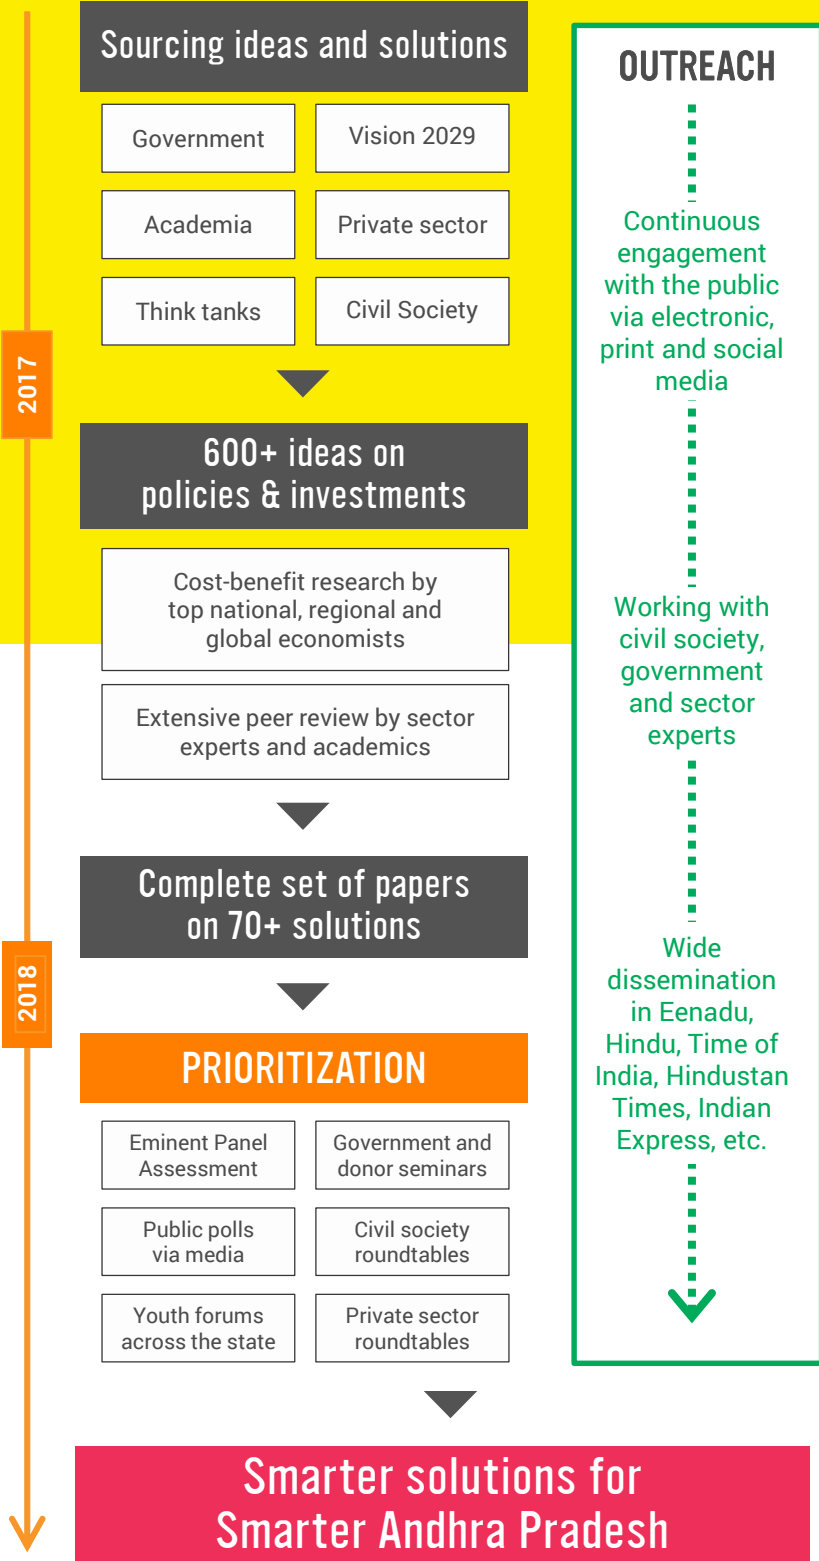 Sourcing ideas and solutions
Government
Vision 2029
Academia
Private sector
Think tanks
Civil Society
2017
600+ ideas on
policies & investments
Cost-benefit research by
top national, regional and
global economists
Extensive peer review by sector
experts and academics
Complete set of papers
on 70+ solutions
2018
PRIORITIZATION
Eminent Panel
Assessment
Government and
donor seminars
Public polls
via media
Civil society
roundtables
Youth forums
across the state
Private sector
roundtables
OUTREACH
Continuous
engagement
with the public
via electronic,
print and social
media
Working with
civil society,
government
and sector
experts
Wide
dissemination
in Eenadu,
Hindu, Time of
India, Hindustan
Times, Indian
Express, etc.
Smarter solutions for
Smarter Andhra Pradesh